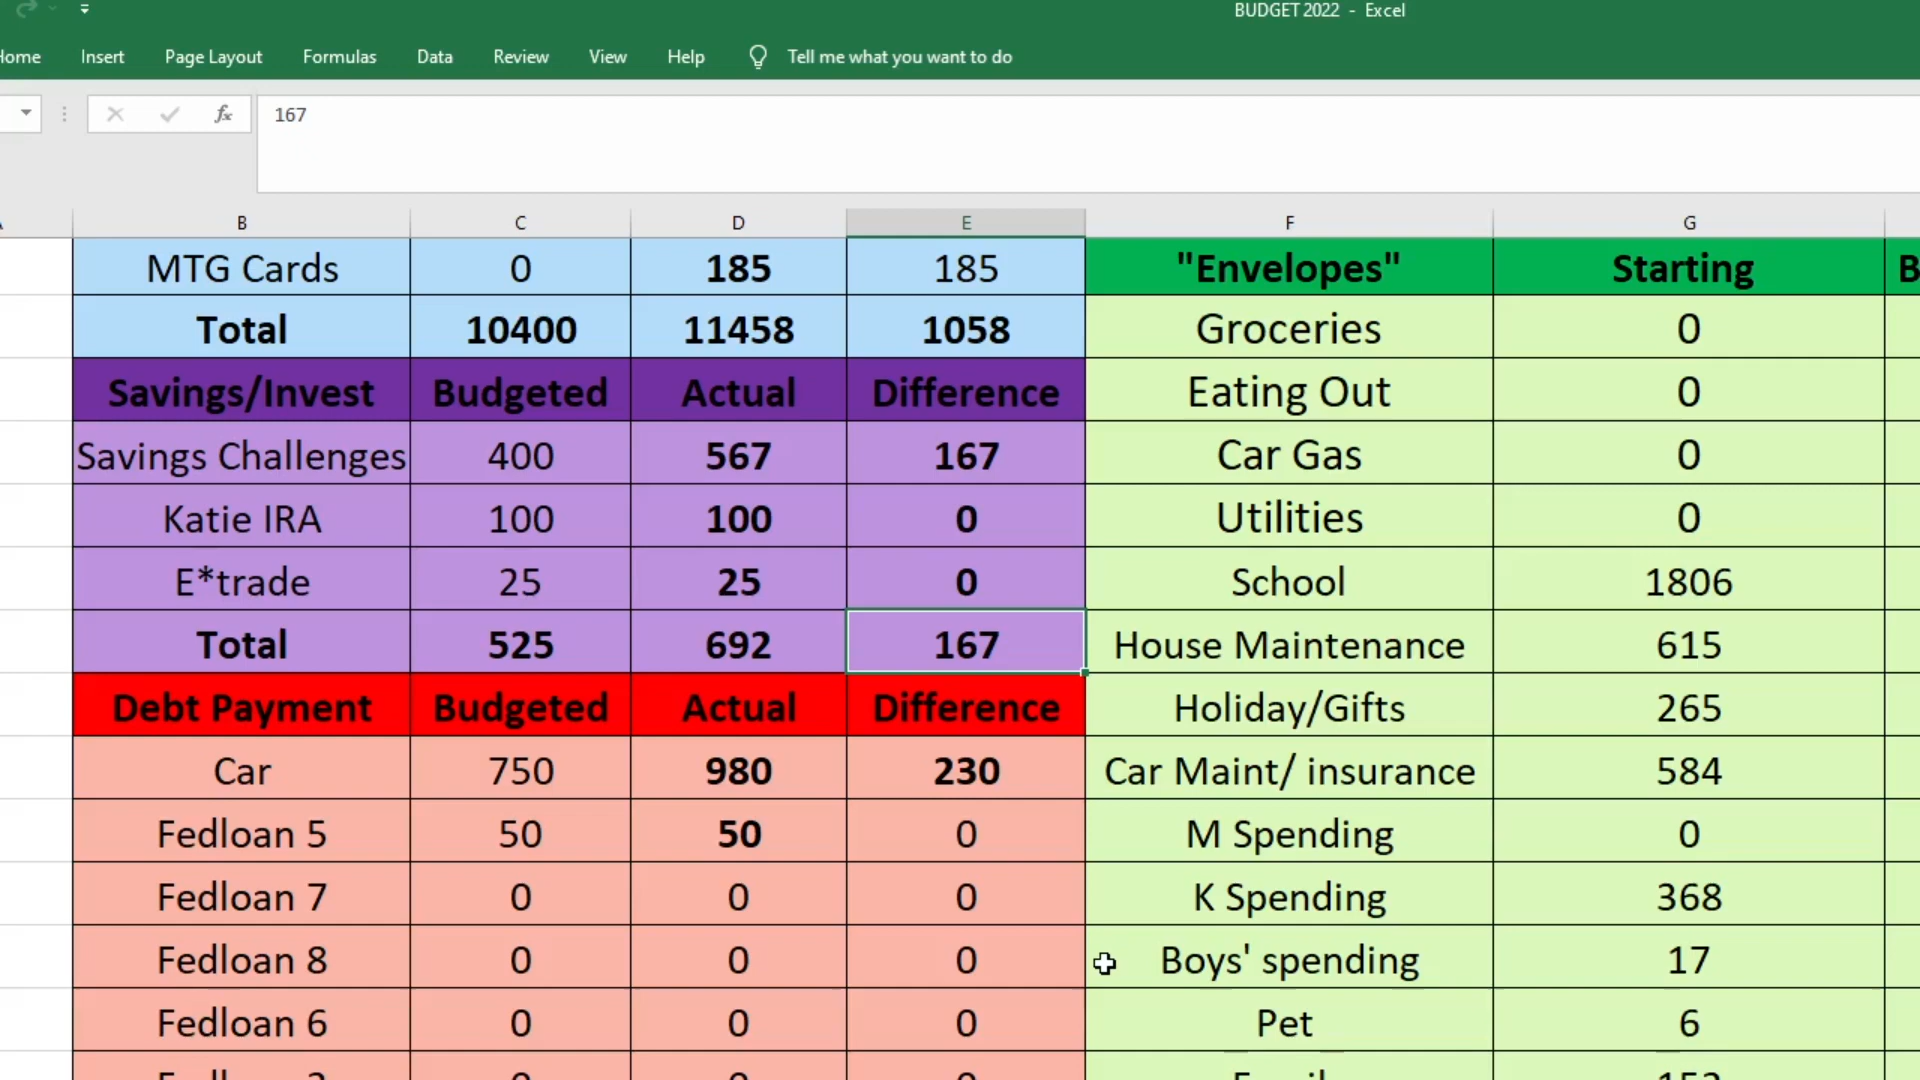 BUDGET 2022 - Excel
Home Insert Page Layout Formulas Data Review View Help Tell me what you want to do
fx 167
B C D E F G
MTG Cards 0 185 185 "Envelopes" Starting B
Total 10400 11458 1058 Groceries 0
Savings/Invest Budgeted Actual Difference Eating Out 0
Savings Challenges 400 567 167 Car Gas 0
Katie IRA 100 100 0 Utilities 0
E*trade 25 25 0 School 1806
Total 525 692 167 House Maintenance 615
Debt Payment Budgeted Actual Difference Holiday/Gifts 265
Car 750 980 230 Car Maint/ insurance 584
Fedloan 5 50 50 0 M Spending 0
Fedloan 7 0 0 0 K Spending 368
Fedloan 8 0 0 0 Boys' spending 17
Fedloan 6 0 0 0 Pet 6